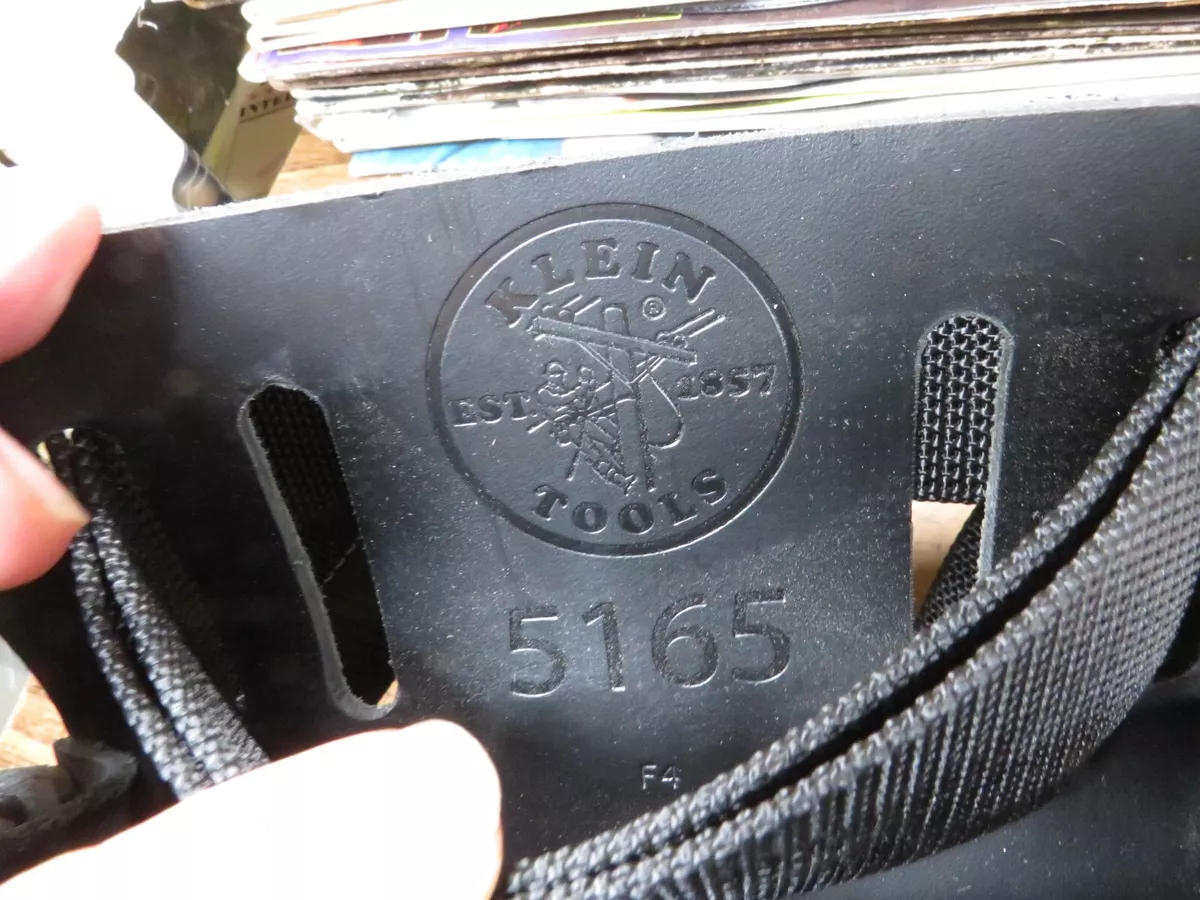 KLEIN
®
EST. 1857
TOOLS
5165
F4